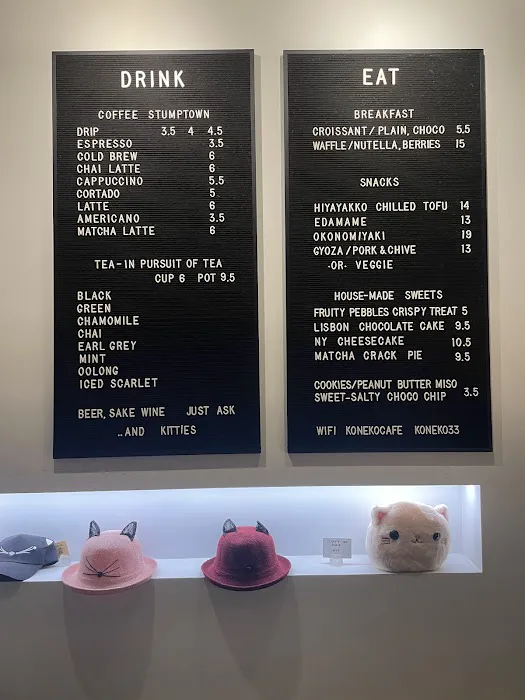 DRINK
COFFEE STUMPTOWN
DRIP 3.5 4 4.5
ESPRESSO 3.5
COLD BREW 6
CHAI LATTE 6
CAPPUCCINO 5.5
CORTADO 5
LATTE 6
AMERICANO 3.5
MATCHA LATTE 6
TEA-IN PURSUIT OF TEA
CUP 6 POT 9.5
BLACK
GREEN
CHAMOMILE
CHAI
EARL GREY
MINT
OOLONG
ICED SCARLET
BEER, SAKE WINE JUST ASK
..AND KITTIES
EAT
BREAKFAST
CROISSANT/PLAIN, CHOCO 5.5
WAFFLE/NUTELLA, BERRIES 15
SNACKS
HIYAYAKKO CHILLED TOFU 14
EDAMAME 13
OKONOMIYAKI 19
GYOZA/PORK & CHIVE 13
-OR- VEGGIE
HOUSE-MADE SWEETS
FRUITY PEBBLES CRISPY TREAT 5
LISBON CHOCOLATE CAKE 9.5
NY CHEESECAKE 10.5
MATCHA CRACK PIE 9.5
COOKIES/PEANUT BUTTER MISO
SWEET-SALTY CHOCO CHIP 3.5
WIFI KONEKOCAFE KONEKO33